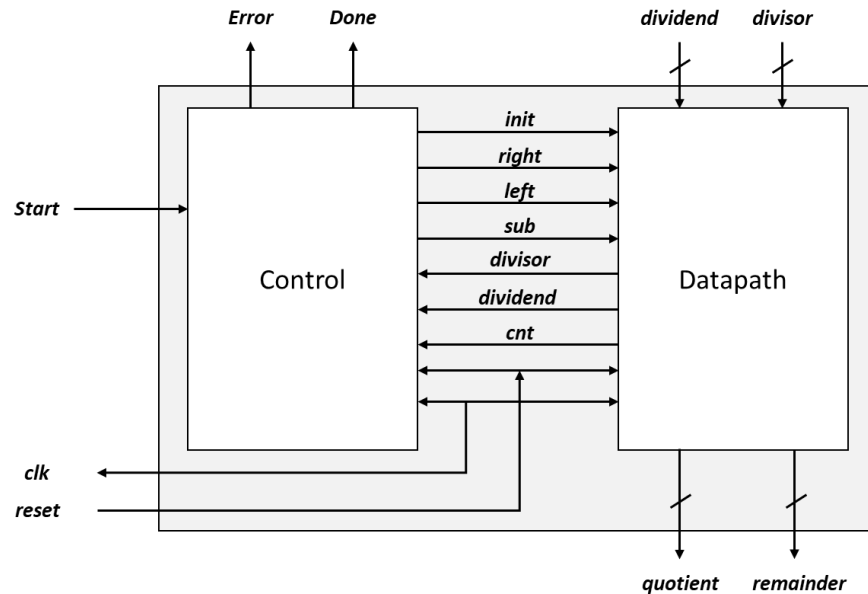 Error
Done
dividend
divisor
init
right
left
Start
sub
divisor
Control
Datapath
dividend
cnt
clk
reset
quotient
remainder